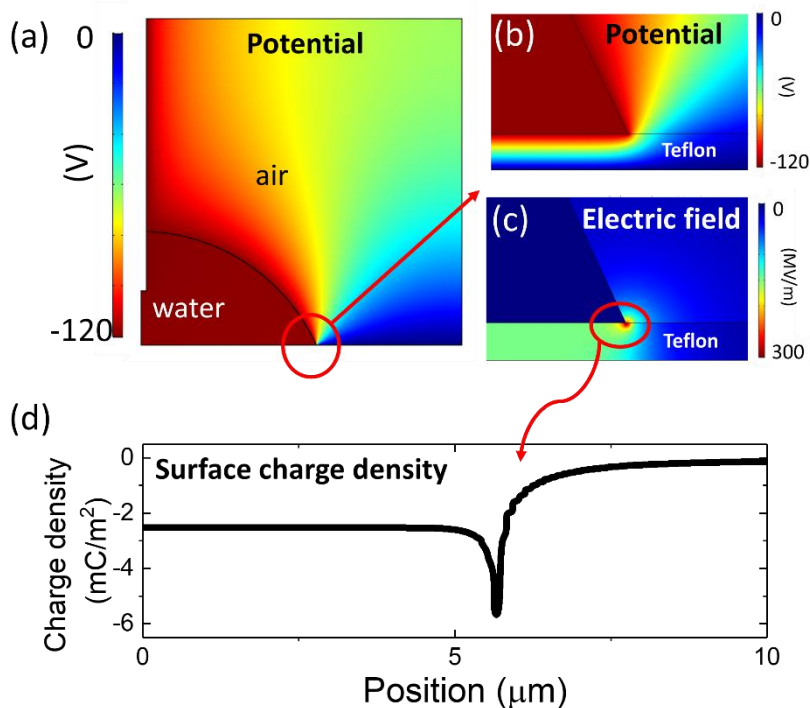 (a)
0
(V)
-120
Potential
air
water
(b)
Potential
Teflon
0
(V)
-120
(c)
Electric field
Teflon
0
(MV/m)
300
(d)
Surface charge density
Charge density
(mC/m²)
0
-2
-4
-6
0
5
10
Position (μm)